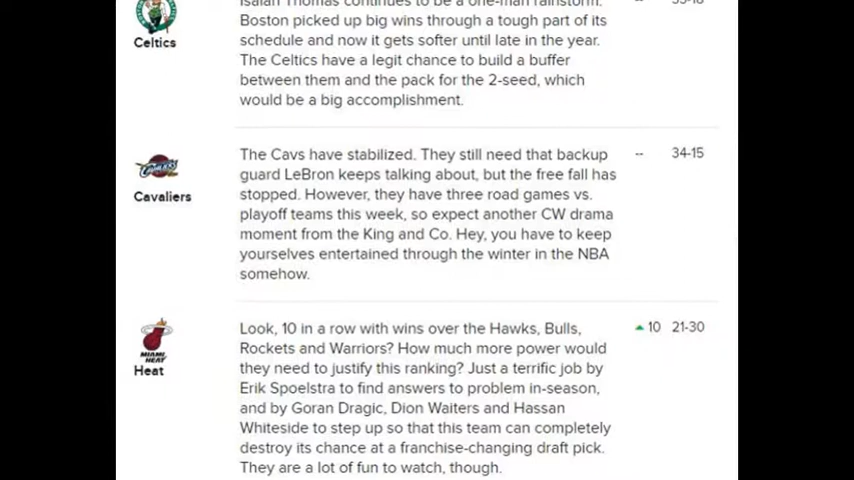 Isaiah Thomas continues to be a one-man rainstorm.
Boston picked up big wins through a tough part of its
schedule and now it gets softer until late in the year.
The Celtics have a legit chance to build a buffer
between them and the pack for the 2-seed, which
would be a big accomplishment.
--
Celtics
The Cavs have stabilized. They still need that backup
guard LeBron keeps talking about, but the free fall has
stopped. However, they have three road games vs.
playoff teams this week, so expect another CW drama
moment from the King and Co. Hey, you have to keep
yourselves entertained through the winter in the NBA
somehow.
-- 34-15
CAVALIERS
Cavaliers
Look, 10 in a row with wins over the Hawks, Bulls,
Rockets and Warriors? How much more power would
they need to justify this ranking? Just a terrific job by
Erik Spoelstra to find answers to problem in-season,
and by Goran Dragic, Dion Waiters and Hassan
Whiteside to step up so that this team can completely
destroy its chance at a franchise-changing draft pick.
They are a lot of fun to watch, though.
10 21-30
MIAMI
HEAT
Heat